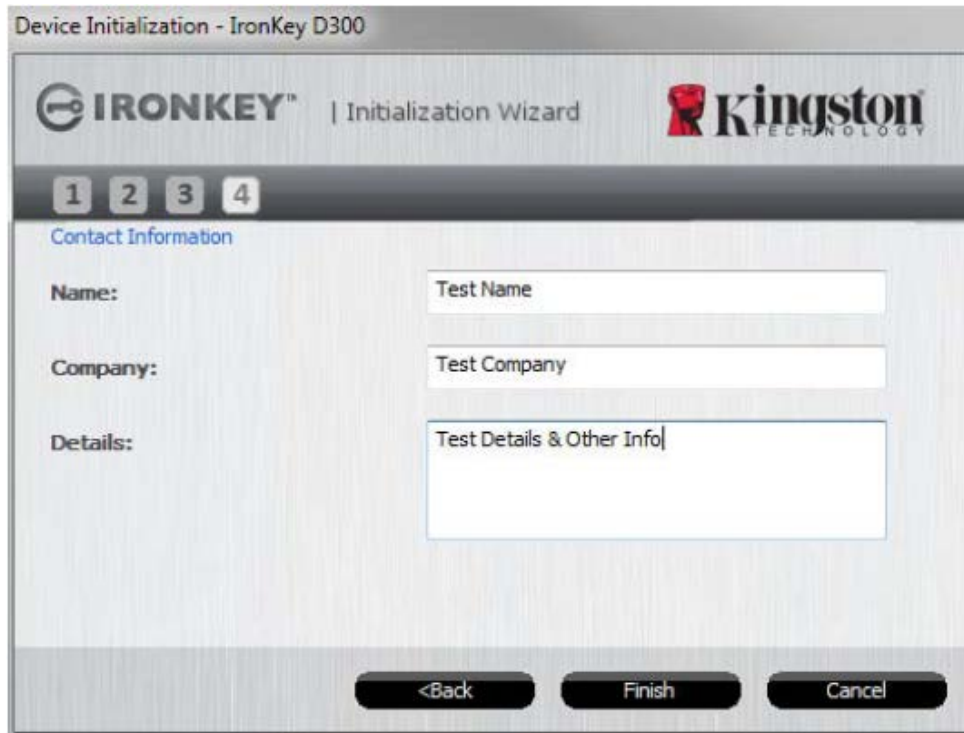 Device Initialization - IronKey D300
IRONKEY™ | Initialization Wizard
Kingston
TECHNOLOGY
1 2 3 4
Contact Information
Name: Test Name
Company: Test Company
Details: Test Details & Other Info
<Back Finish Cancel